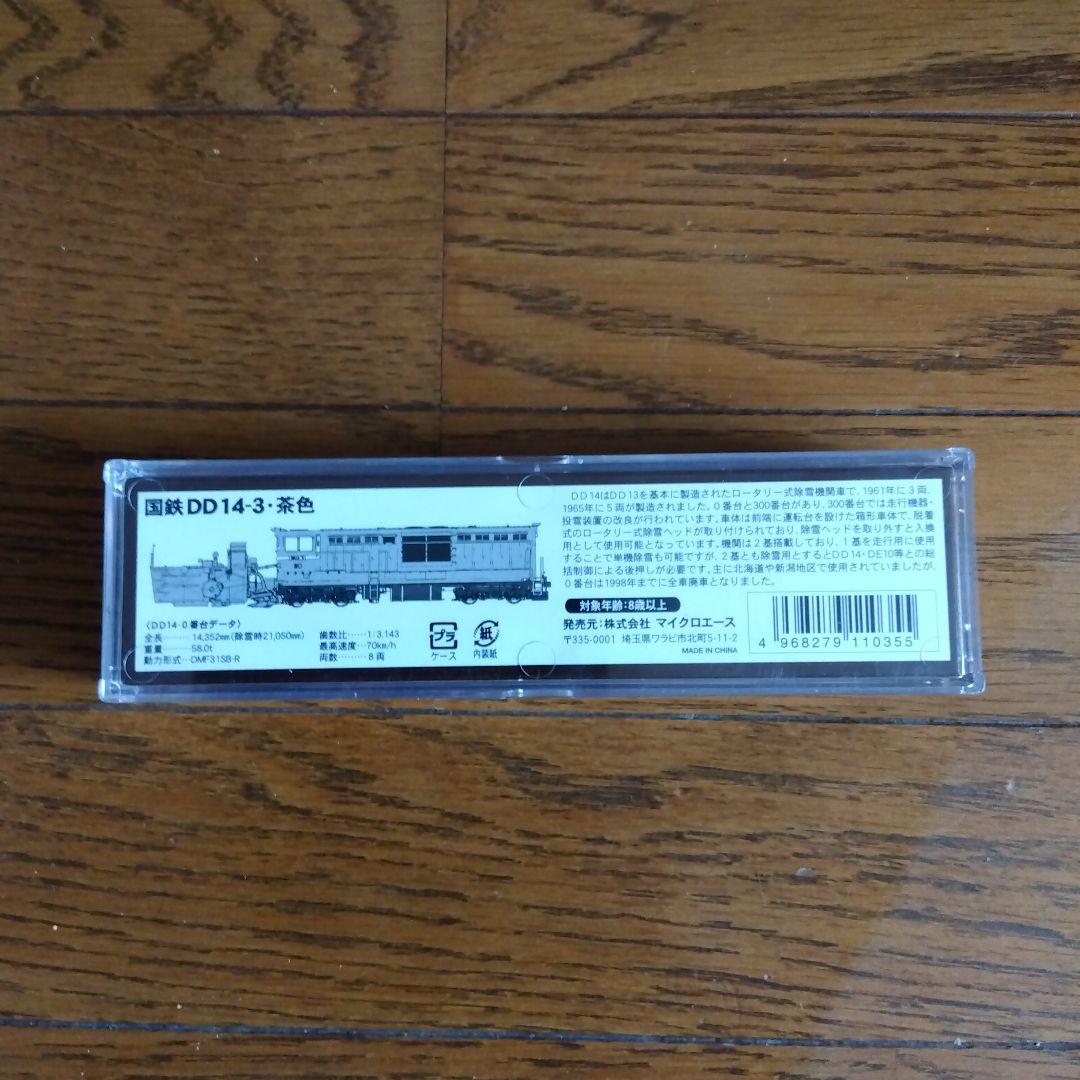 国鉄DD14-3・茶色
〈DD14-0番台データ〉
全長………14,352mm(除雪時21,050mm)
重量………58.0t
動力形式…DMF31SB-R
歯数比……1:3.143
最高速度…70km/h
両数………8両
プラ
ケース
紙
内装紙
DD14はDD13を基本に製造されたロータリー式除雪機関車で、1961年に3両、
1965年に5両が製造されました。0番台と300番台があり、300番台では走行機器・
投雪装置の改良が行われています。車体は前端に運転台を設けた箱形車体で、脱着
式のロータリー式除雪ヘッドが取り付けられており、除雪ヘッドを取り外すと入換
用として使用可能となっています。機関は2基搭載しており、1基を走行用に使用
することで単機除雪も可能ですが、2基とも除雪用とするとDD14・DE10等との総
括制御による後押しが必要です。主に北海道や新潟地区で使用されていましたが、
0番台は1998年までに全車廃車となりました。
対象年齢:8歳以上
発売元:株式会社 マイクロエース
〒335-0001 埼玉県ワラビ市北町5-11-2
MADE IN CHINA
4 968279 110355